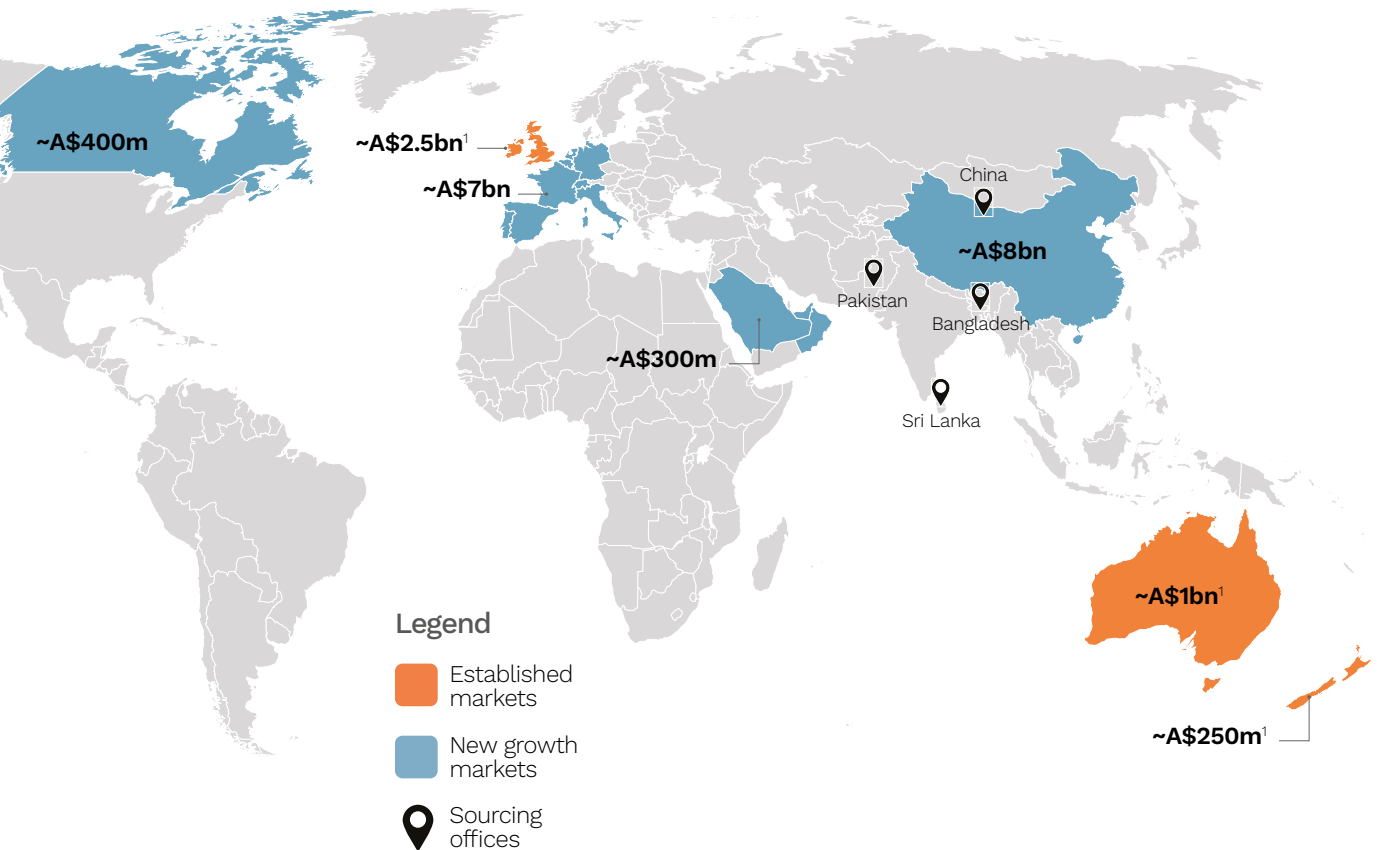 ~A$400m
~A$2.5bn1
~A$7bn
China
~A$8bn
Pakistan
Bangladesh
~A$300m
Sri Lanka
~A$1bn1
~A$250m1
Legend
Established
markets
New growth
markets
Sourcing
offices